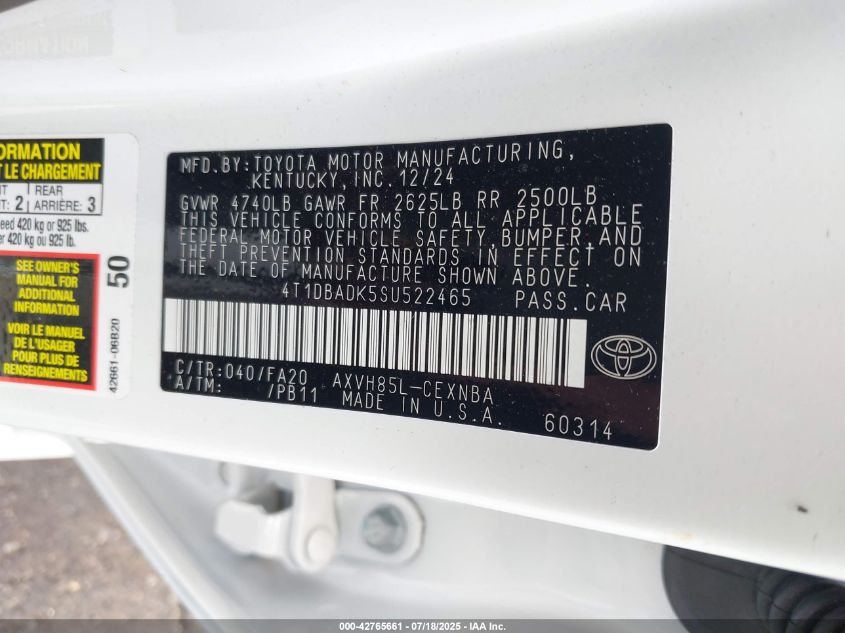 ORMATION
T LE CHARGEMENT
T REAR
NT: 2 ARRIÈRE: 3
eed 420 kg or 925 lbs.
er 420 kg ou 925 lb.
SEE OWNER'S
MANUAL FOR
ADDITIONAL
INFORMATION
VOIR LE MANUEL
DE L'USAGER
POUR PLUS DE
RENSEIGNEMENTS
50
42661-06B20
MFD. BY: TOYOTA MOTOR MANUFACTURING,
KENTUCKY, INC. 12/24
GVWR 4740LB GAWR FR 2625LB RR 2500LB
THIS VEHICLE CONFORMS TO ALL APPLICABLE
FEDERAL MOTOR VEHICLE SAFETY, BUMPER, AND
THEFT PREVENTION STANDARDS IN EFFECT ON
THE DATE OF MANUFACTURE SHOWN ABOVE.
4T1DBADK5SU522465 PASS.CAR
C/TR: 040/FA20 AXVH85L-CEXNBA
A/TM: /PB11 MADE IN U.S.A.
60314
000-42765661 - 07/18/2025 - IAA Inc.